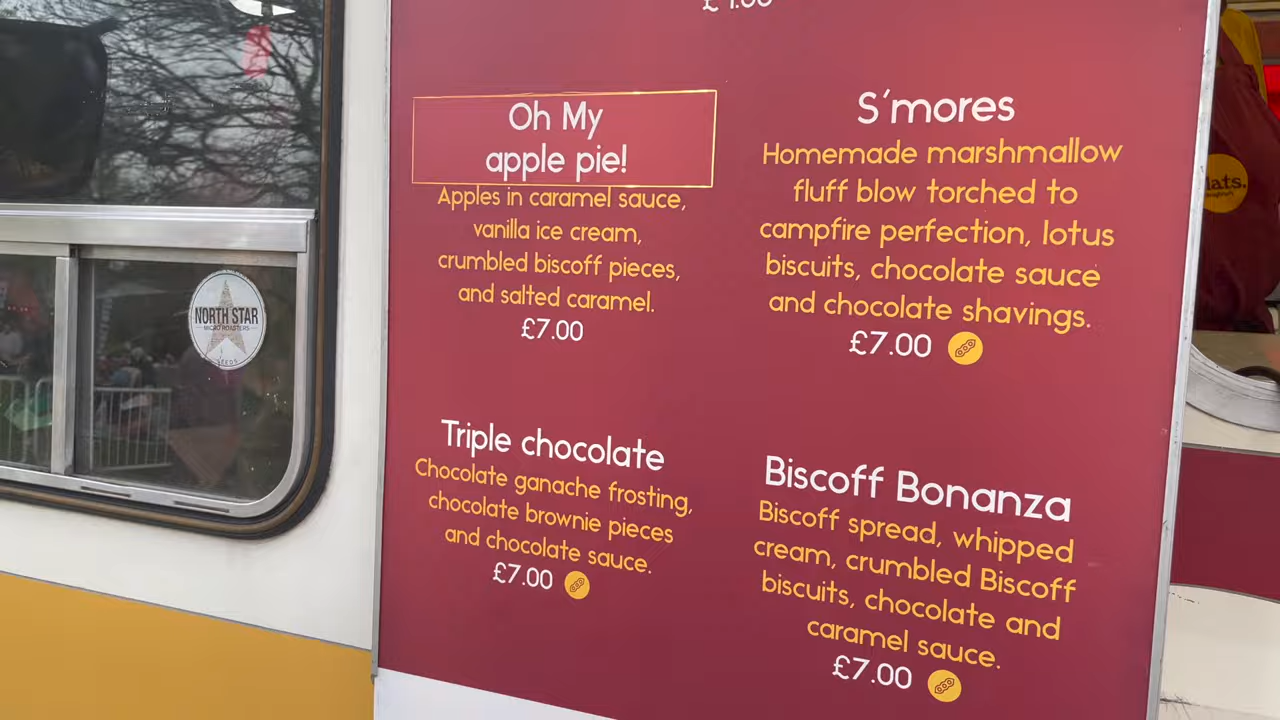 Oh My
apple pie!
Apples in caramel sauce,
vanilla ice cream,
crumbled biscoff pieces,
and salted caramel.
£7.00
S'mores
Homemade marshmallow
fluff blow torched to
campfire perfection, lotus
biscuits, chocolate sauce
and chocolate shavings.
£7.00
Triple chocolate
Chocolate ganache frosting,
chocolate brownie pieces
and chocolate sauce.
£7.00
Biscoff Bonanza
Biscoff spread, whipped
cream, crumbled Biscoff
biscuits, chocolate and
caramel sauce.
£7.00
NORTH STAR
MICRO ROASTERS
LEEDS